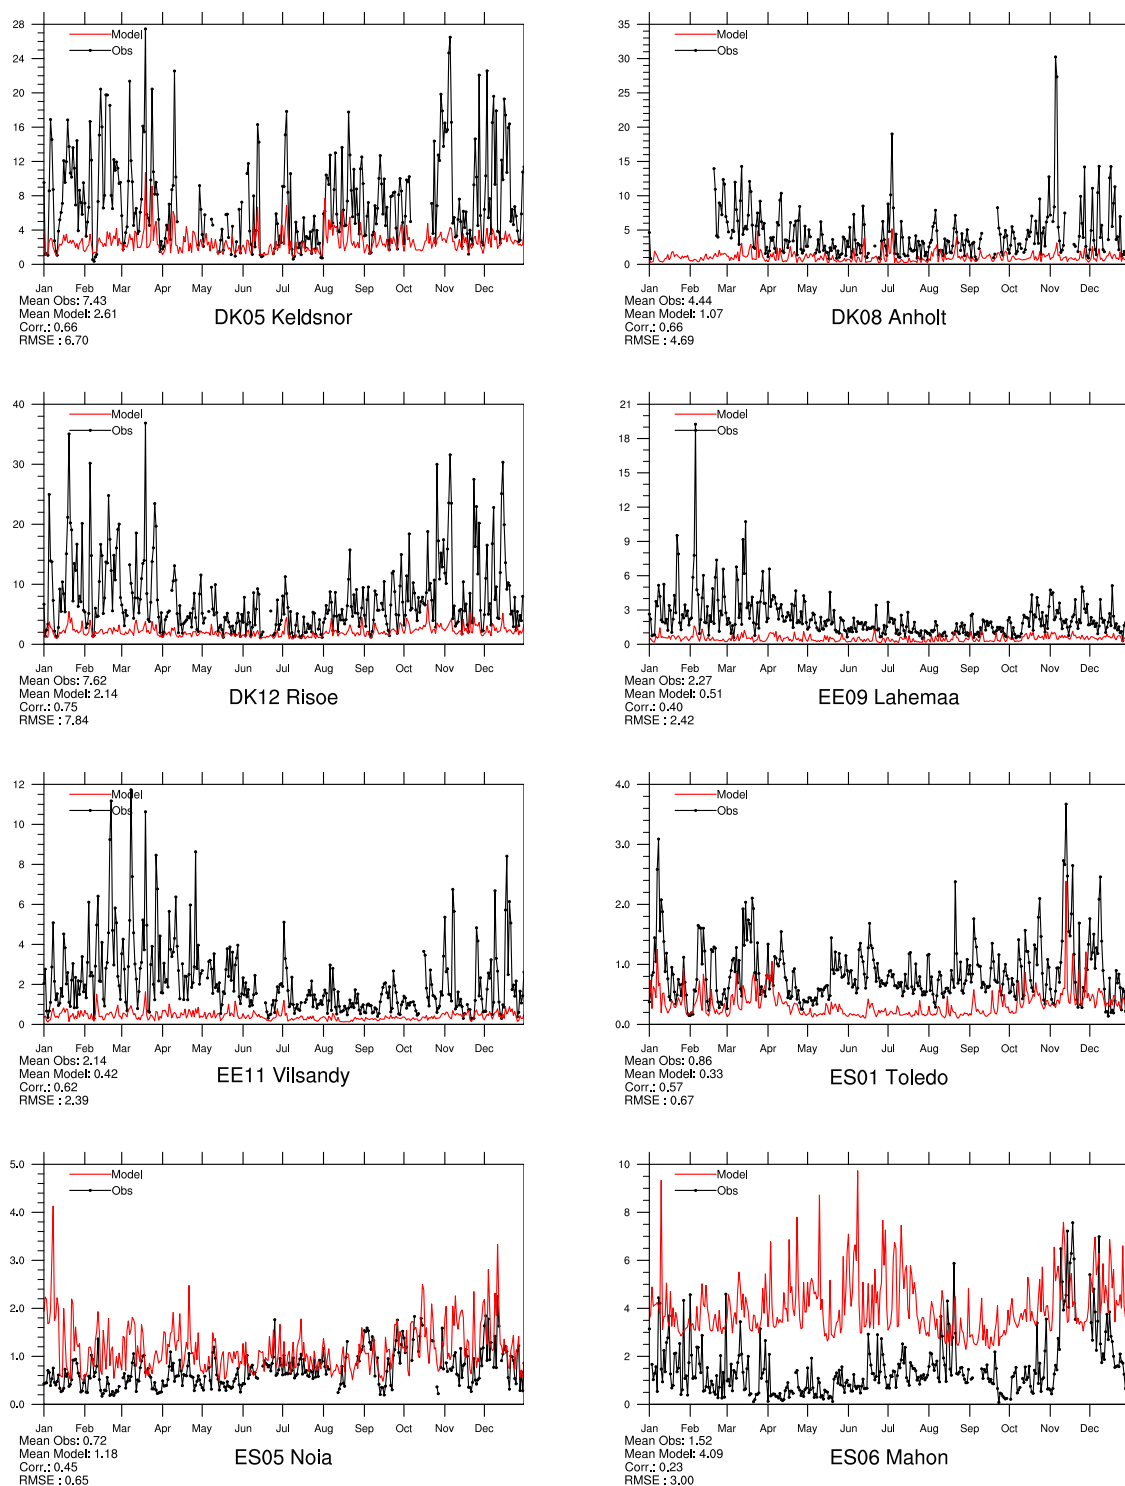 28
24
20
16
12
8
4
0
Model
Obs
Jan Feb Mar Apr May Jun Jul Aug Sep Oct Nov Dec
Mean Obs: 7.43
Mean Model: 2.61
Corr.: 0.66
RMSE : 6.70
DK05 Keldsnor
35
30
25
20
15
10
5
0
Model
Obs
Jan Feb Mar Apr May Jun Jul Aug Sep Oct Nov Dec
Mean Obs: 4.44
Mean Model: 1.07
Corr.: 0.66
RMSE : 4.69
DK08 Anholt
40
30
20
10
0
Model
Obs
Jan Feb Mar Apr May Jun Jul Aug Sep Oct Nov Dec
Mean Obs: 7.62
Mean Model: 2.14
Corr.: 0.75
RMSE : 7.84
DK12 Risoe
21
18
15
12
9
6
3
0
Model
Obs
Jan Feb Mar Apr May Jun Jul Aug Sep Oct Nov Dec
Mean Obs: 2.27
Mean Model: 0.51
Corr.: 0.40
RMSE : 2.42
EE09 Lahemaa
12
10
8
6
4
2
0
Model
Obs
Jan Feb Mar Apr May Jun Jul Aug Sep Oct Nov Dec
Mean Obs: 2.14
Mean Model: 0.42
Corr.: 0.62
RMSE : 2.39
EE11 Vilsandy
4.0
3.0
2.0
1.0
0.0
Model
Obs
Jan Feb Mar Apr May Jun Jul Aug Sep Oct Nov Dec
Mean Obs: 0.86
Mean Model: 0.33
Corr.: 0.57
RMSE : 0.67
ES01 Toledo
5.0
4.0
3.0
2.0
1.0
0.0
Model
Obs
Jan Feb Mar Apr May Jun Jul Aug Sep Oct Nov Dec
Mean Obs: 0.72
Mean Model: 1.18
Corr.: 0.45
RMSE : 0.65
ES05 Noia
10
8
6
4
2
0
Model
Obs
Jan Feb Mar Apr May Jun Jul Aug Sep Oct Nov Dec
Mean Obs: 1.52
Mean Model: 4.09
Corr.: 0.23
RMSE : 3.00
ES06 Mahon